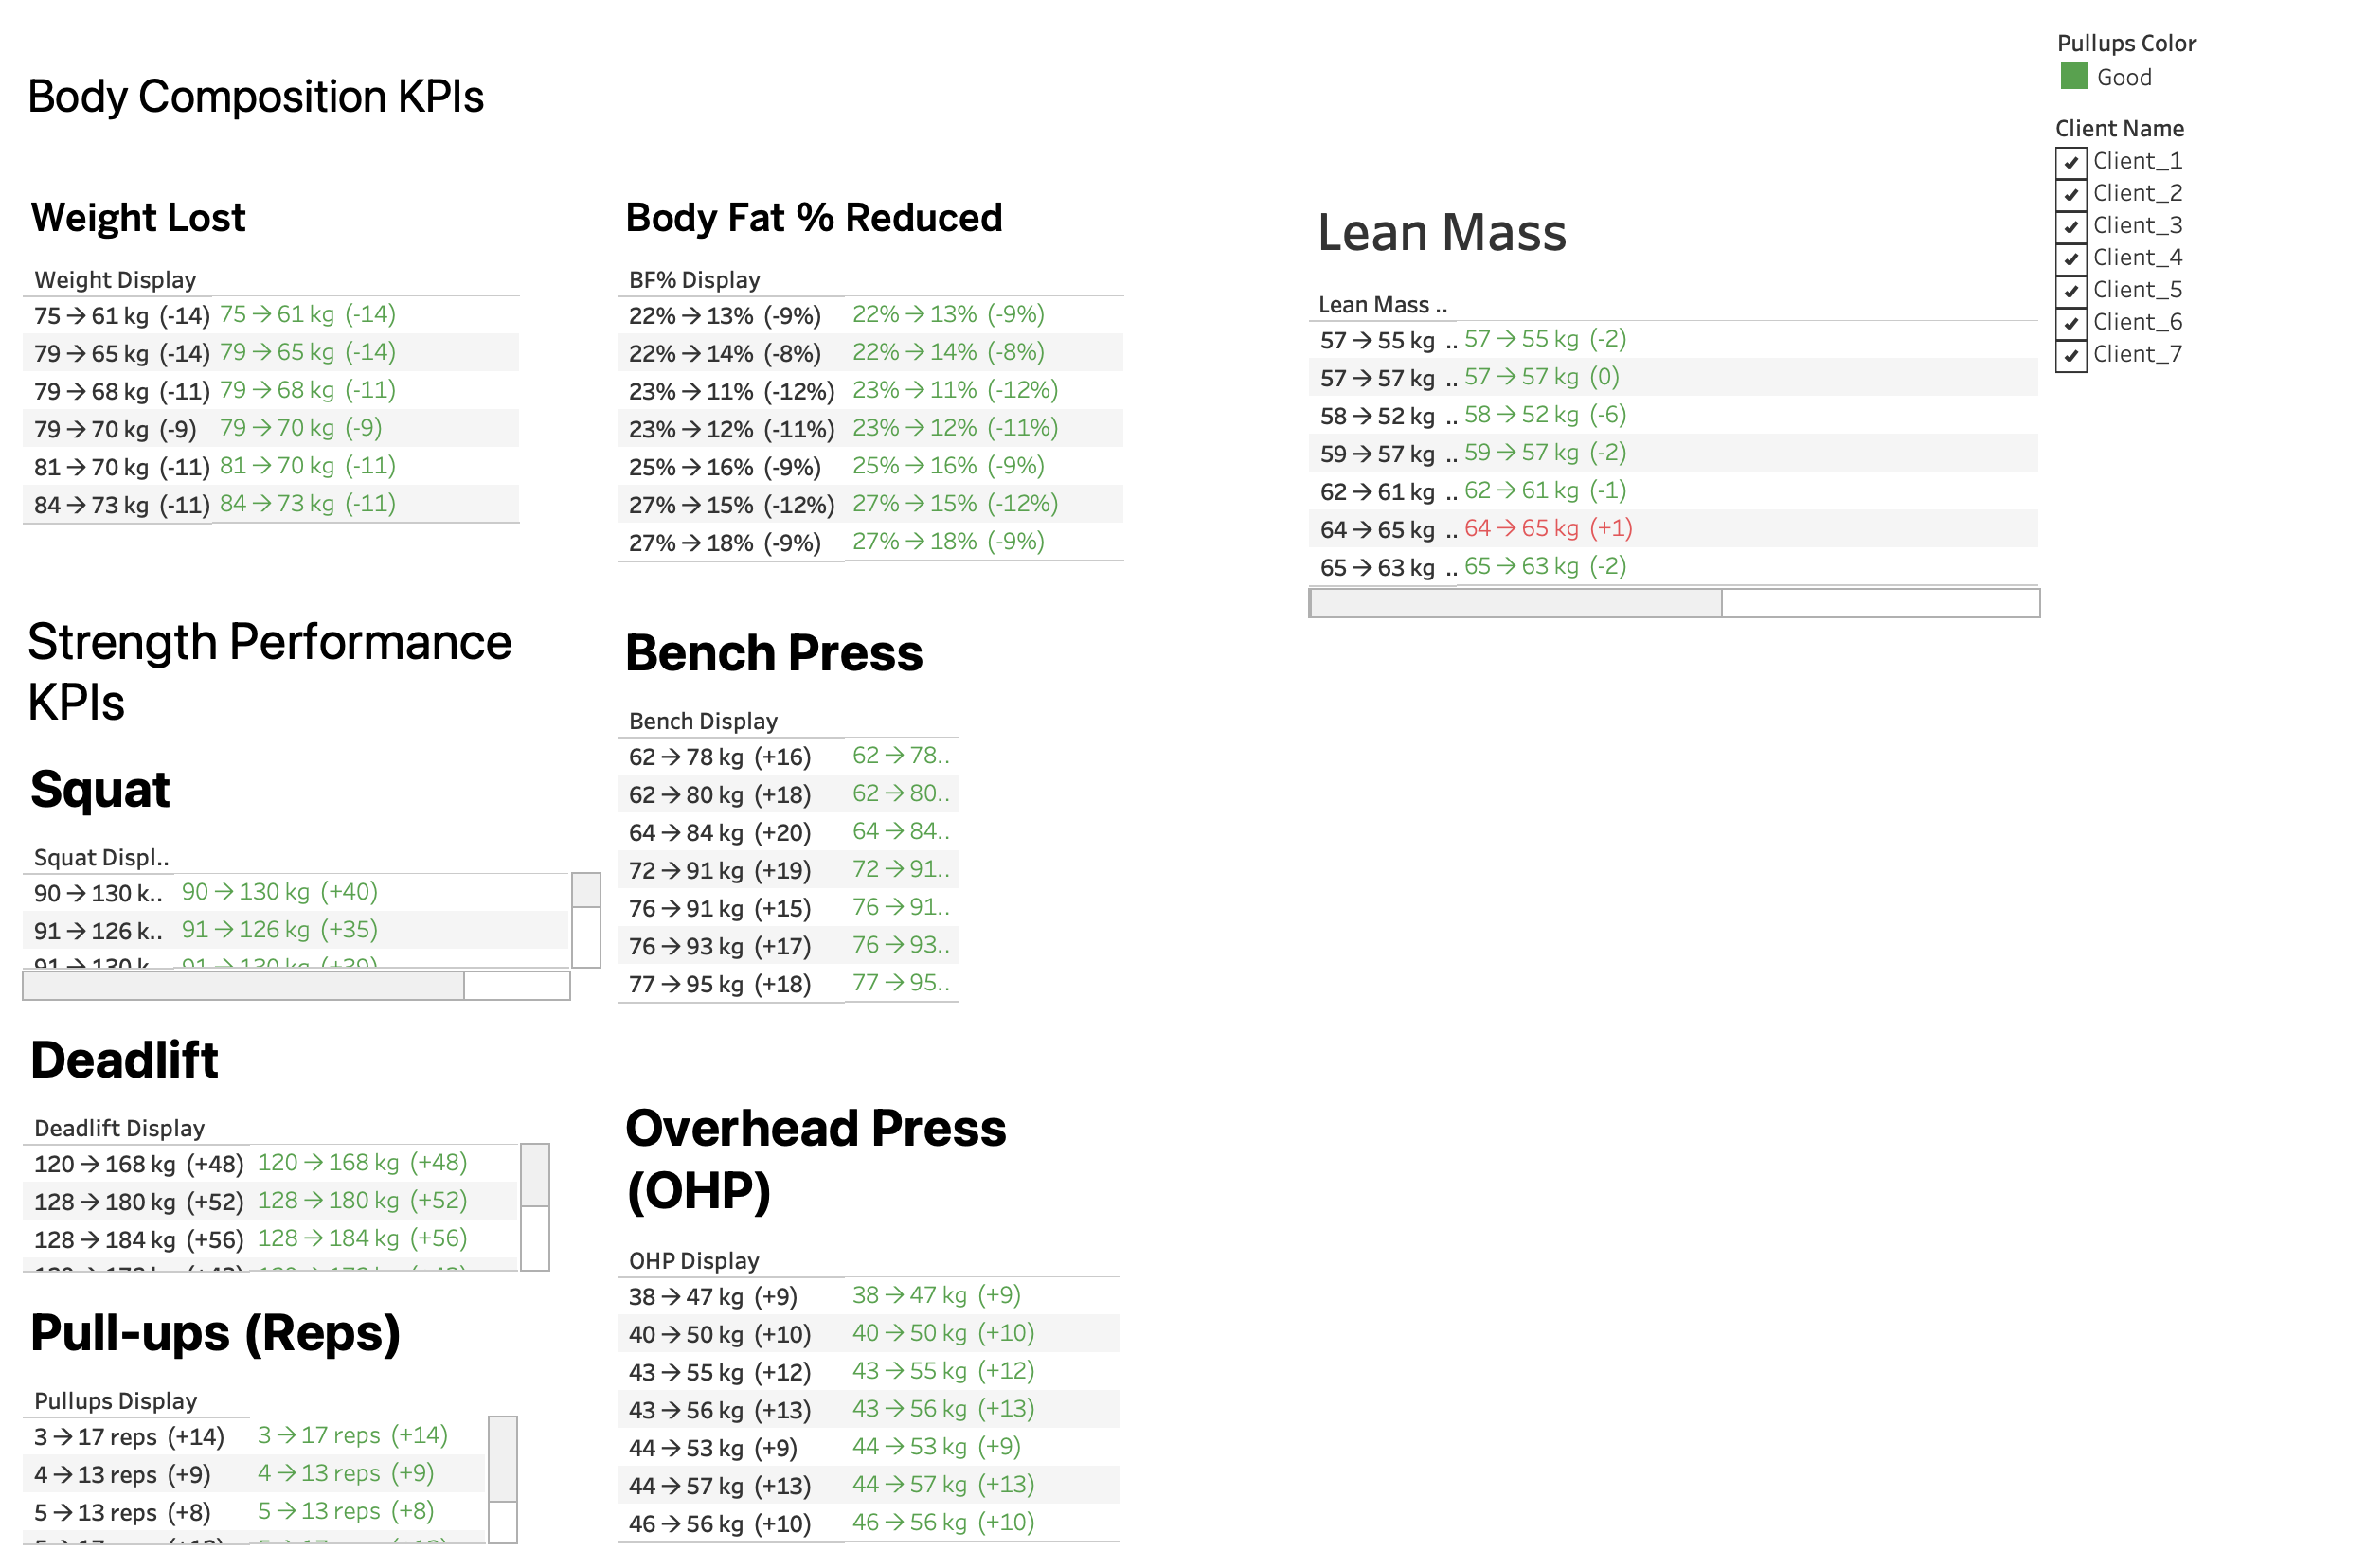 Body Composition KPIs
Weight Lost
Weight Display
75 → 61 kg (-14) 75 → 61 kg (-14)
79 → 65 kg (-14) 79 → 65 kg (-14)
79 → 68 kg (-11) 79 → 68 kg (-11)
79 → 70 kg (-9) 79 → 70 kg (-9)
81 → 70 kg (-11) 81 → 70 kg (-11)
84 → 73 kg (-11) 84 → 73 kg (-11)
Body Fat % Reduced
BF% Display
22% → 13% (-9%) 22% → 13% (-9%)
22% → 14% (-8%) 22% → 14% (-8%)
23% → 11% (-12%) 23% → 11% (-12%)
23% → 12% (-11%) 23% → 12% (-11%)
25% → 16% (-9%) 25% → 16% (-9%)
27% → 15% (-12%) 27% → 15% (-12%)
27% → 18% (-9%) 27% → 18% (-9%)
Lean Mass
Lean Mass ..
57 → 55 kg .. 57 → 55 kg (-2)
57 → 57 kg .. 57 → 57 kg (0)
58 → 52 kg .. 58 → 52 kg (-6)
59 → 57 kg .. 59 → 57 kg (-2)
62 → 61 kg .. 62 → 61 kg (-1)
64 → 65 kg .. 64 → 65 kg (+1)
65 → 63 kg .. 65 → 63 kg (-2)
Pullups Color
Good
Client Name
Client_1
Client_2
Client_3
Client_4
Client_5
Client_6
Client_7
Strength Performance
KPIs
Squat
Squat Displ..
90 → 130 k.. 90 → 130 kg (+40)
91 → 126 k.. 91 → 126 kg (+35)
91 → 130 k.. 91 → 130 kg (+39)
Bench Press
Bench Display
62 → 78 kg (+16) 62 → 78..
62 → 80 kg (+18) 62 → 80..
64 → 84 kg (+20) 64 → 84..
72 → 91 kg (+19) 72 → 91..
76 → 91 kg (+15) 76 → 91..
76 → 93 kg (+17) 76 → 93..
77 → 95 kg (+18) 77 → 95..
Deadlift
Deadlift Display
120 → 168 kg (+48) 120 → 168 kg (+48)
128 → 180 kg (+52) 128 → 180 kg (+52)
128 → 184 kg (+56) 128 → 184 kg (+56)
Overhead Press
(OHP)
OHP Display
38 → 47 kg (+9) 38 → 47 kg (+9)
40 → 50 kg (+10) 40 → 50 kg (+10)
43 → 55 kg (+12) 43 → 55 kg (+12)
43 → 56 kg (+13) 43 → 56 kg (+13)
44 → 53 kg (+9) 44 → 53 kg (+9)
44 → 57 kg (+13) 44 → 57 kg (+13)
46 → 56 kg (+10) 46 → 56 kg (+10)
Pull-ups (Reps)
Pullups Display
3 → 17 reps (+14) 3 → 17 reps (+14)
4 → 13 reps (+9) 4 → 13 reps (+9)
5 → 13 reps (+8) 5 → 13 reps (+8)